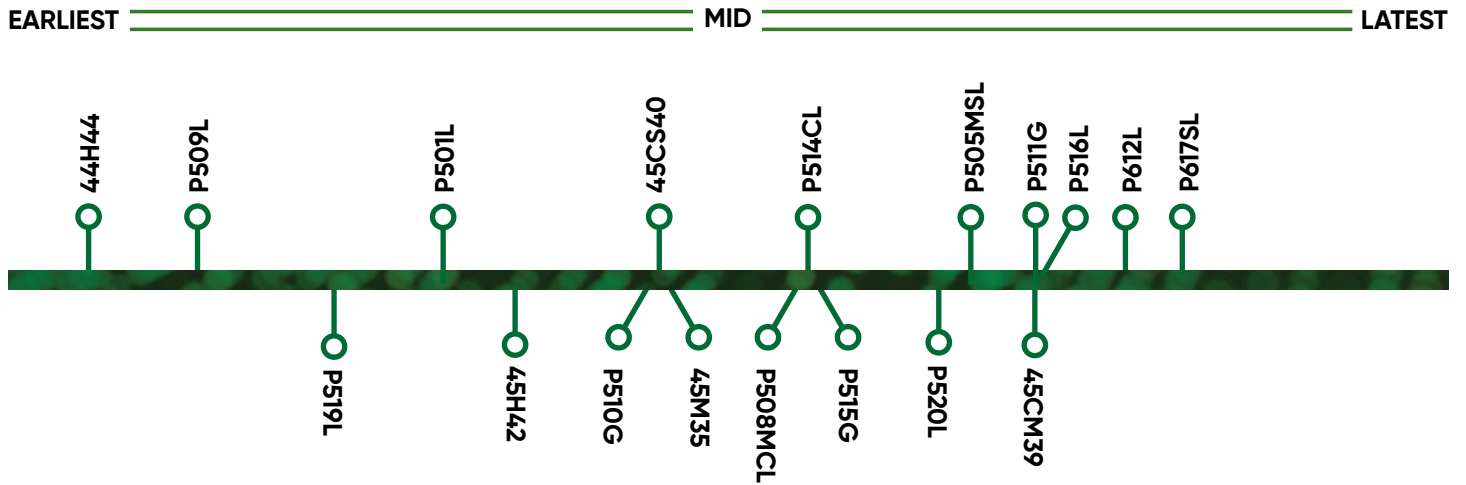 EARLIEST MID LATEST
44H44
P509L
P501L
45CS40
P514CL
P505MSL
P511G
P516L
P612L
P617SL
P519L
45H42
P510G
45M35
P508MCL
P515G
P520L
45CM39